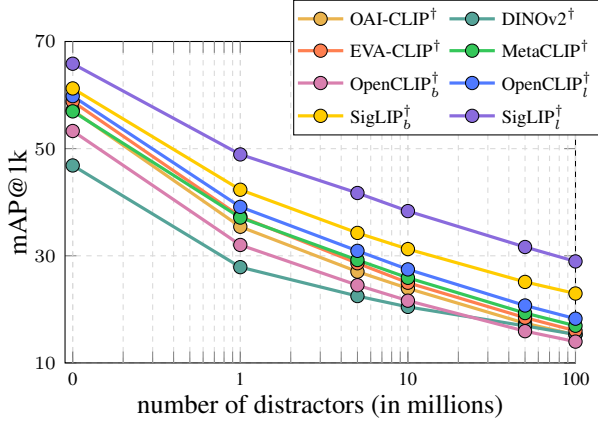 OAI-CLIP† DINOv2†
EVA-CLIP† MetaCLIP†
OpenCLIP†b OpenCLIP†l
SigLIP†b SigLIP†l
70
50
30
10
mAP@1k
0 1 10 100
number of distractors (in millions)